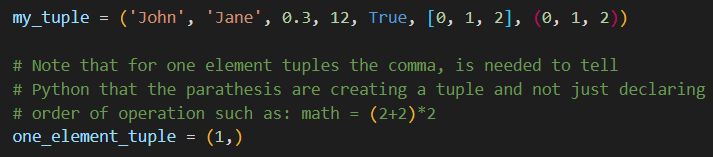 my_tuple = ('John', 'Jane', 0.3, 12, True, [0, 1, 2], (0, 1, 2))
# Note that for one element tuples the comma, is needed to tell
# Python that the parathesis are creating a tuple and not just declaring
# order of operation such as: math = (2+2)*2
one_element_tuple = (1,)